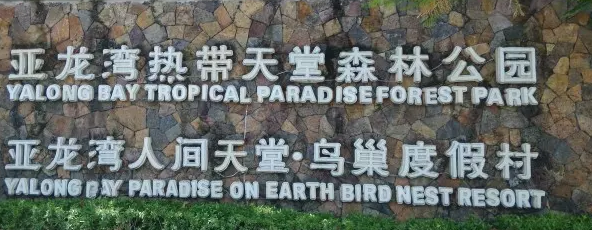 亚龙湾热带天堂森林公园
YALONG BAY TROPICAL PARADISE FOREST PARK
亚龙湾人间天堂·鸟巢度假村
YALONG BAY PARADISE ON EARTH BIRD NEST RESORT